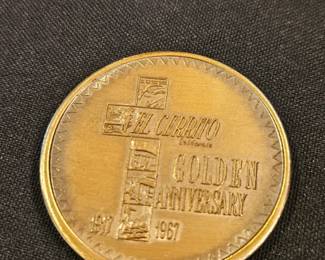 EL CERRITO
California
GOLDEN
ANNIVERSARY
1917 1967